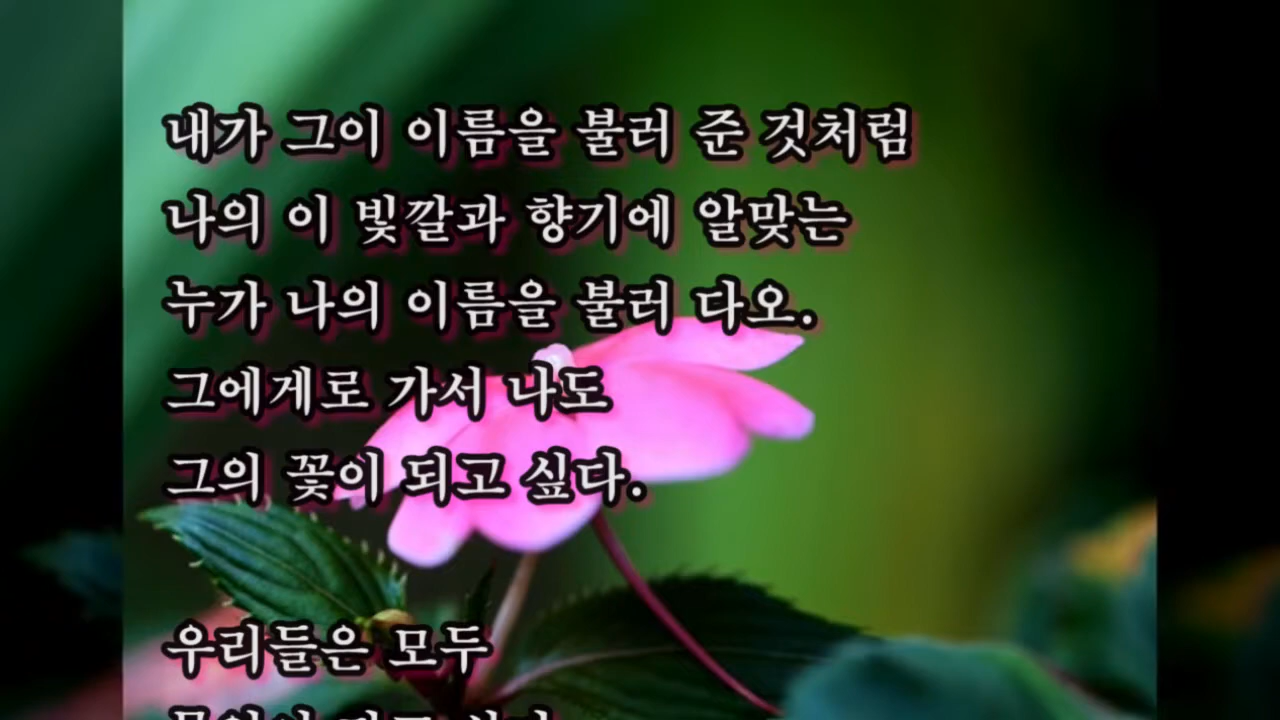 내가 그이 이름을 불러 준 것처럼
나의 이 빛깔과 향기에 알맞는
누가 나의 이름을 불러 다오.
그에게로 가서 나도
그의 꽃이 되고 싶다.
우리들은 모두